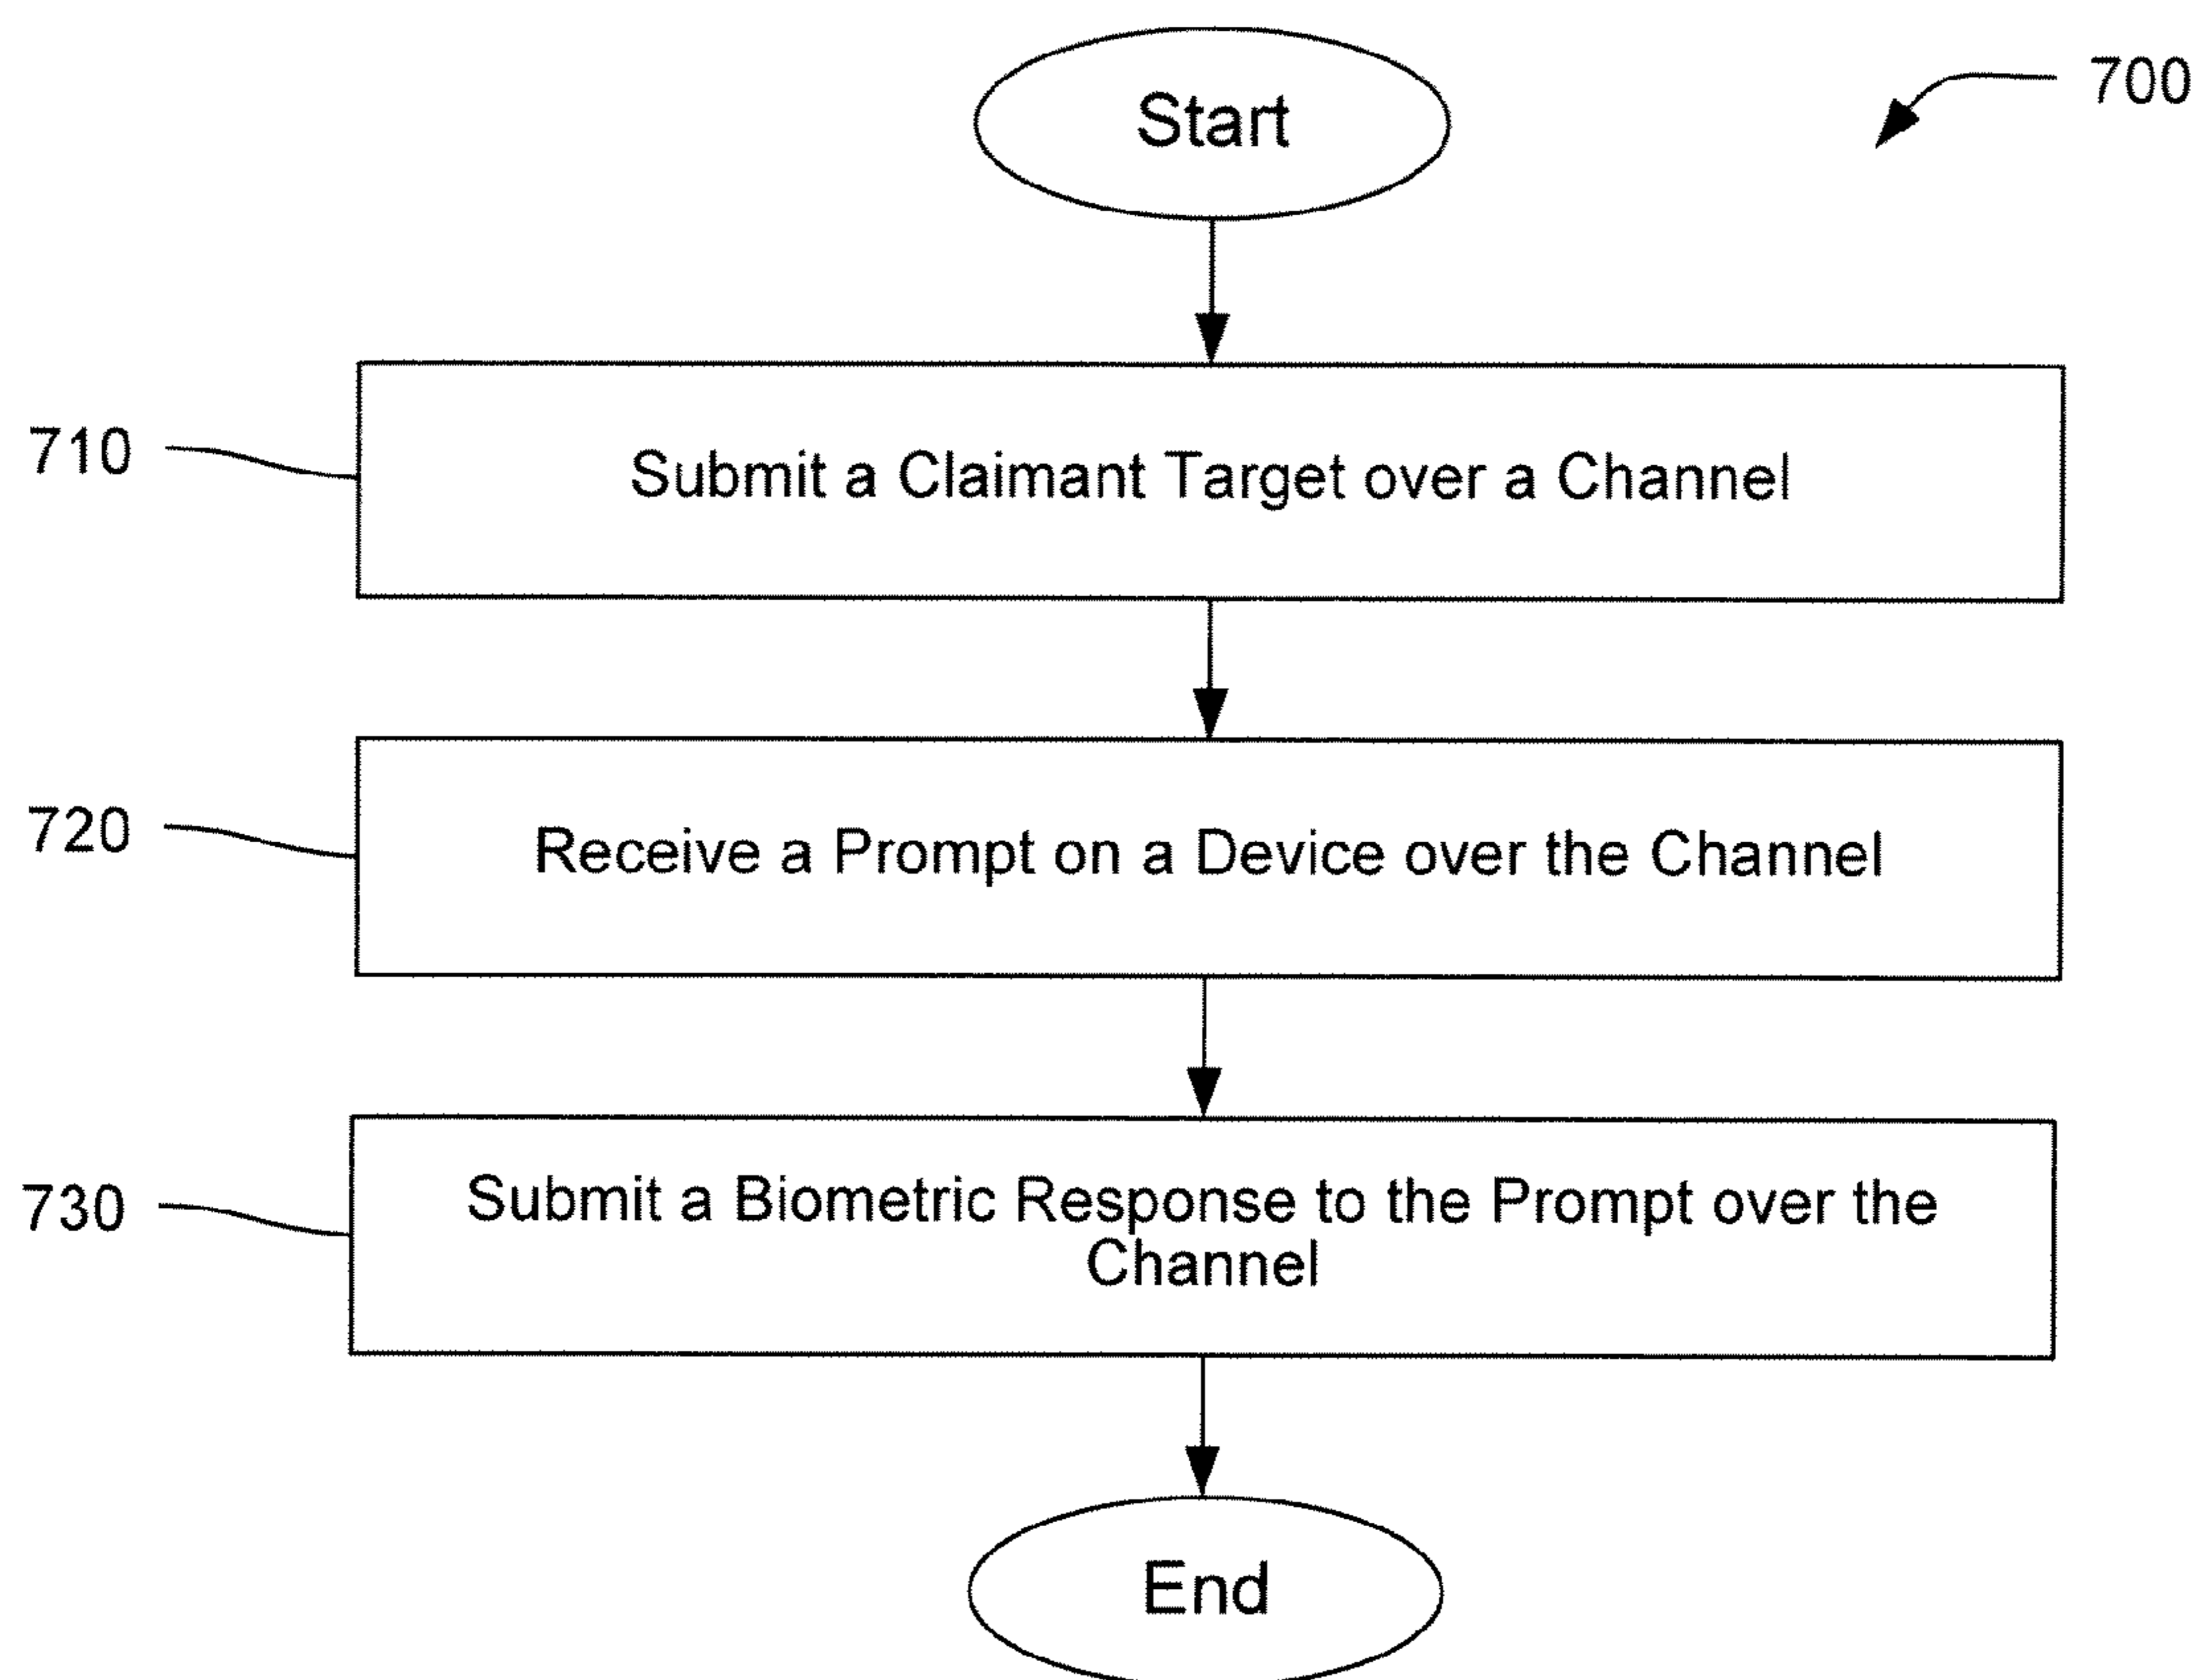 Start
700
710
Submit a Claimant Target over a Channel
720
Receive a Prompt on a Device over the Channel
730
Submit a Biometric Response to the Prompt over the
Channel
End